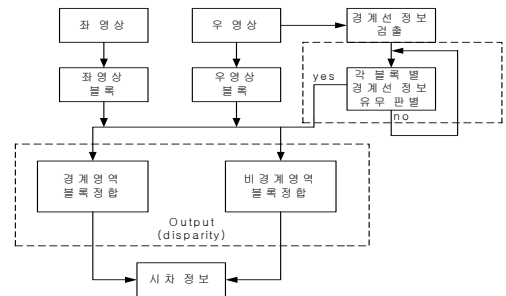 좌 영상
우 영상
경계선 정보
검출
좌영상
블록
우영상
블록
yes
각 블록 별
경계선 정보
유무 판별
no
경계영역
블록정합
비경계영역
블록정합
Output
(disparity)
시차 정보